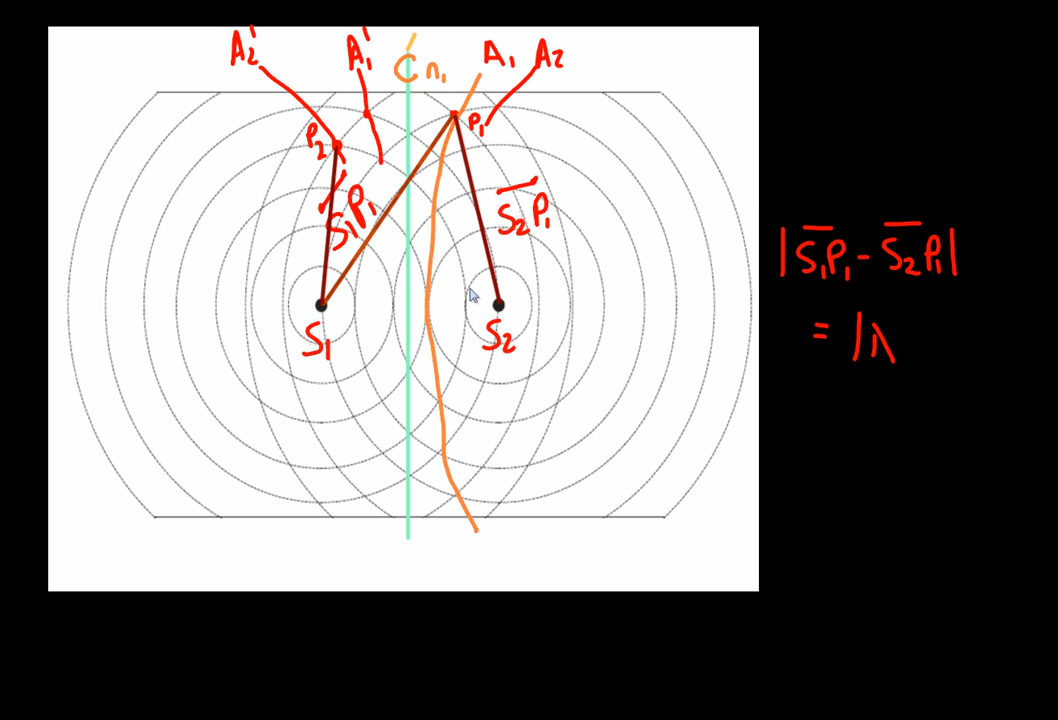 A₂'
A₁'
C n₁
A₁
A₂
P₂
P₁
S₁P₁
S₂P₁
S₁
S₂
|S₁P₁ - S₂P₁|
= 1λ